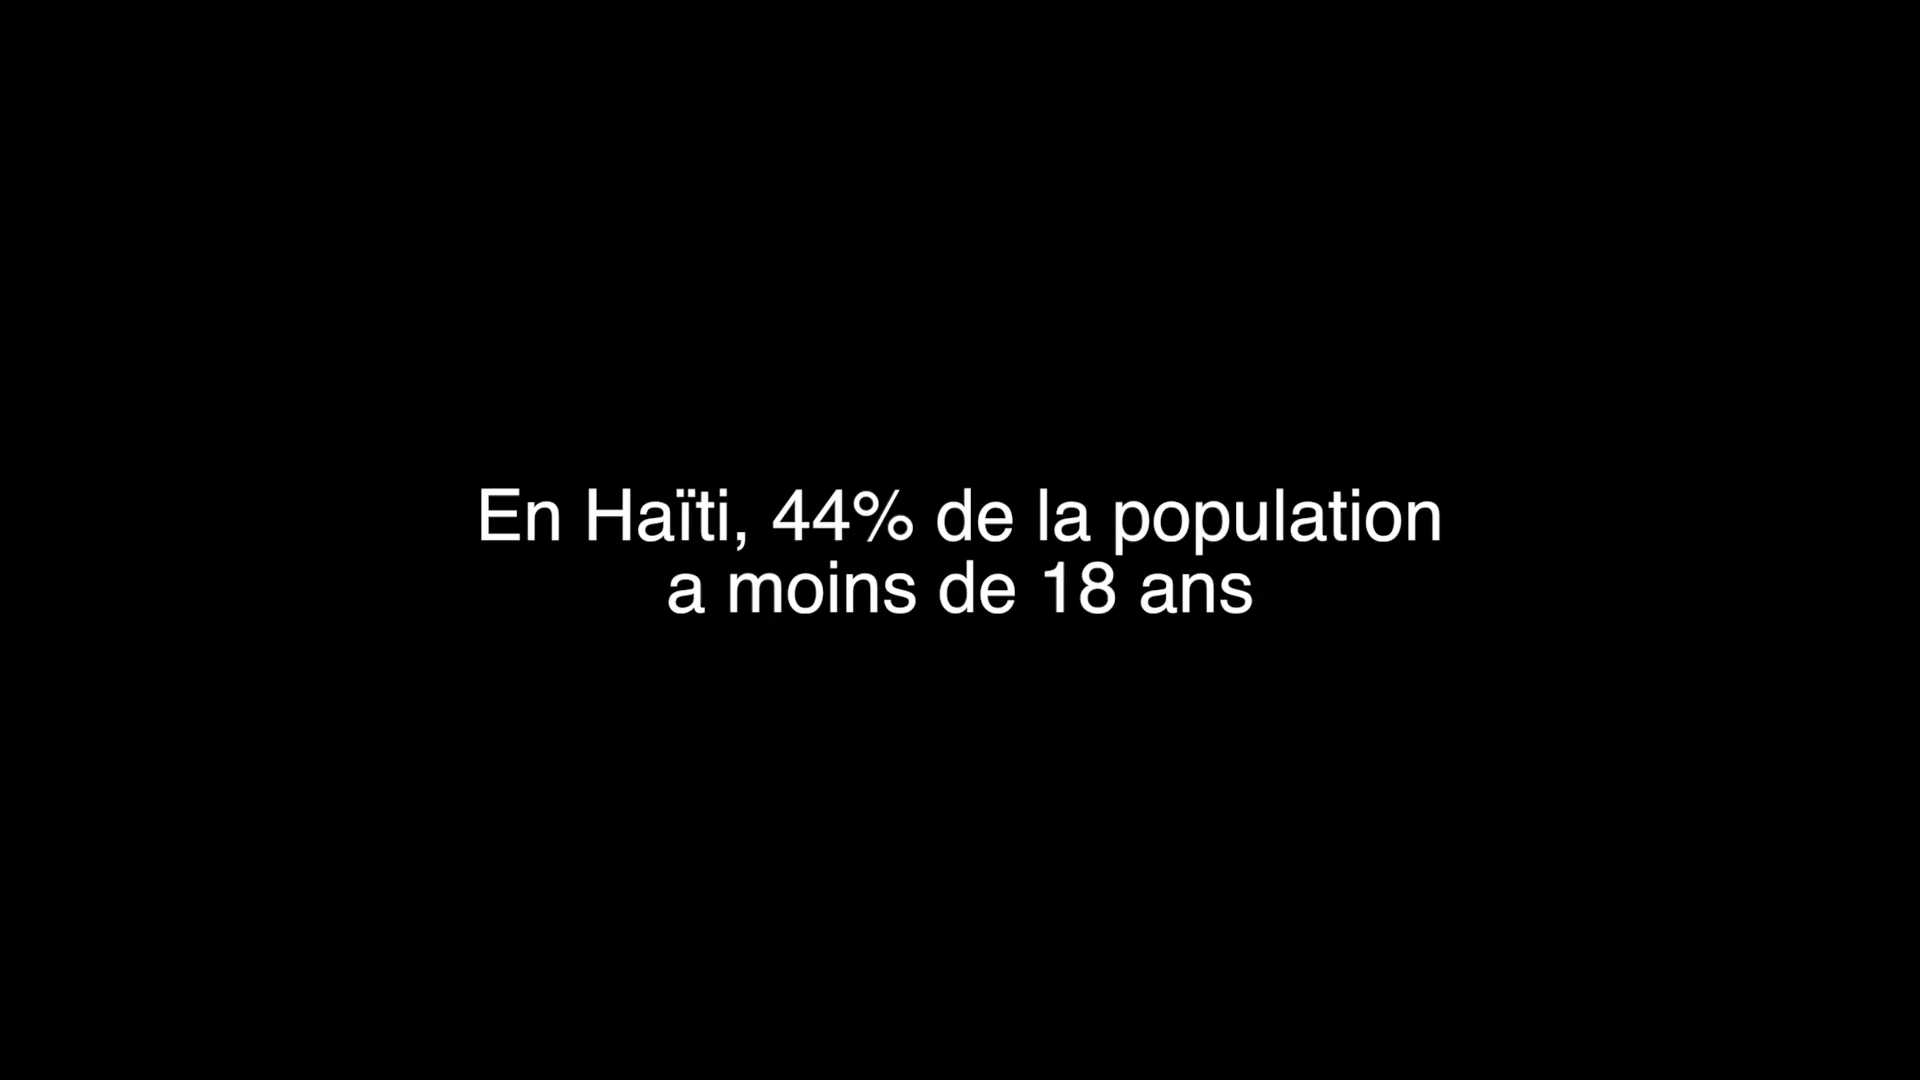 En Haïti, 44% de la population
a moins de 18 ans